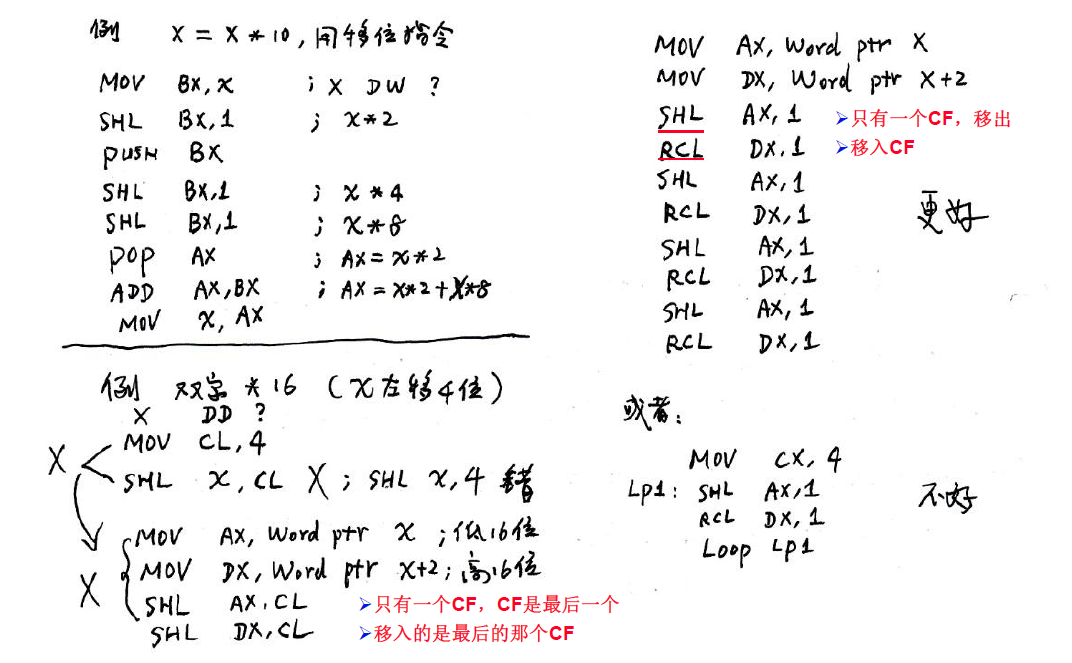 例 X = X * 10, 用移位指令
MOV BX, X ; X DW ?
SHL BX,1 ; X*2
PUSH BX
SHL BX,1 ; X*4
SHL BX,1 ; X*8
POP AX ; AX = X*2
ADD AX,BX ; AX = X*2+X*8
MOV X, AX
例 双字 * 16 (X左移4位)
X DD ?
X MOV CL,4
SHL X, CL X ; SHL X,4 错
MOV AX, Word ptr X ; 低16位
X MOV DX, Word ptr X+2; 高16位
SHL AX,CL ➢只有一个CF，CF是最后一个
SHL DX,CL ➢移入的是最后的那个CF
MOV AX, Word ptr X
MOV DX, Word ptr X+2
SHL AX,1 ➢只有一个CF，移出
RCL DX,1 ➢移入CF
SHL AX,1
RCL DX,1 更好
SHL AX,1
RCL DX,1
SHL AX,1
RCL DX,1
或者:
MOV CX, 4
Lp1: SHL AX,1 不好
RCL DX,1
Loop Lp1